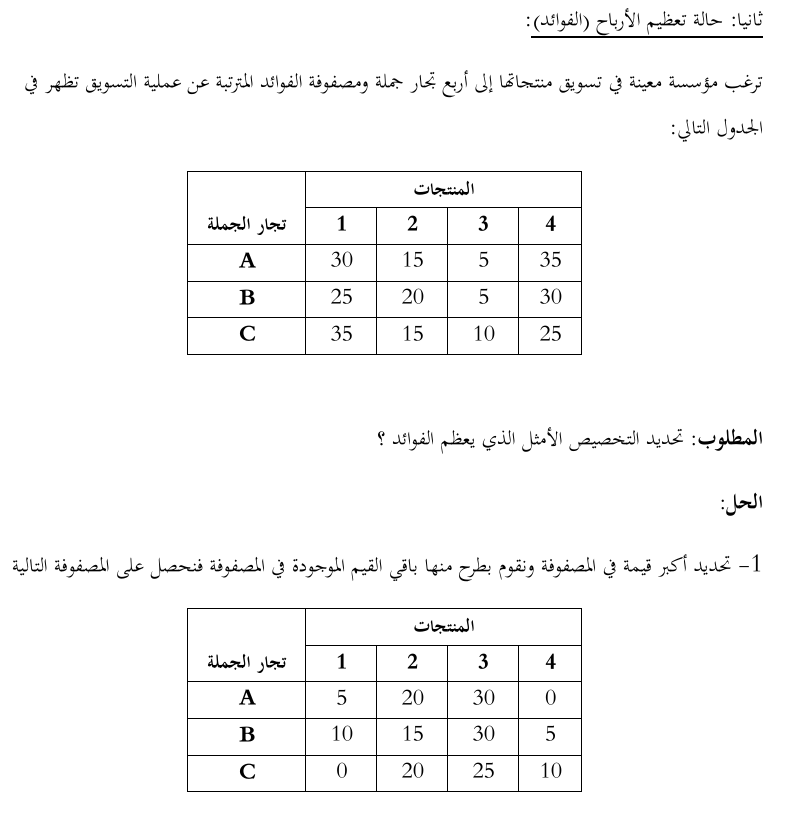 ثانيا: حالة تعظيم الأرباح (الفوائد):
ترغب مؤسسة معينة في تسويق منتجاتها إلى أربع تجار جملة ومصفوفة الفوائد المترتبة عن عملية التسويق تظهر في
الجدول التالي:
المنتجات
تجار الجملة 1 2 3 4
A 30 15 5 35
B 25 20 5 30
C 35 15 10 25
المطلوب: تحديد التخصيص الأمثل الذي يعظم الفوائد ؟
الحل:
1- تحديد أكبر قيمة في المصفوفة ونقوم بطرح منها باقي القيم الموجودة في المصفوفة فنحصل على المصفوفة التالية
المنتجات
تجار الجملة 1 2 3 4
A 5 20 30 0
B 10 15 30 5
C 0 20 25 10